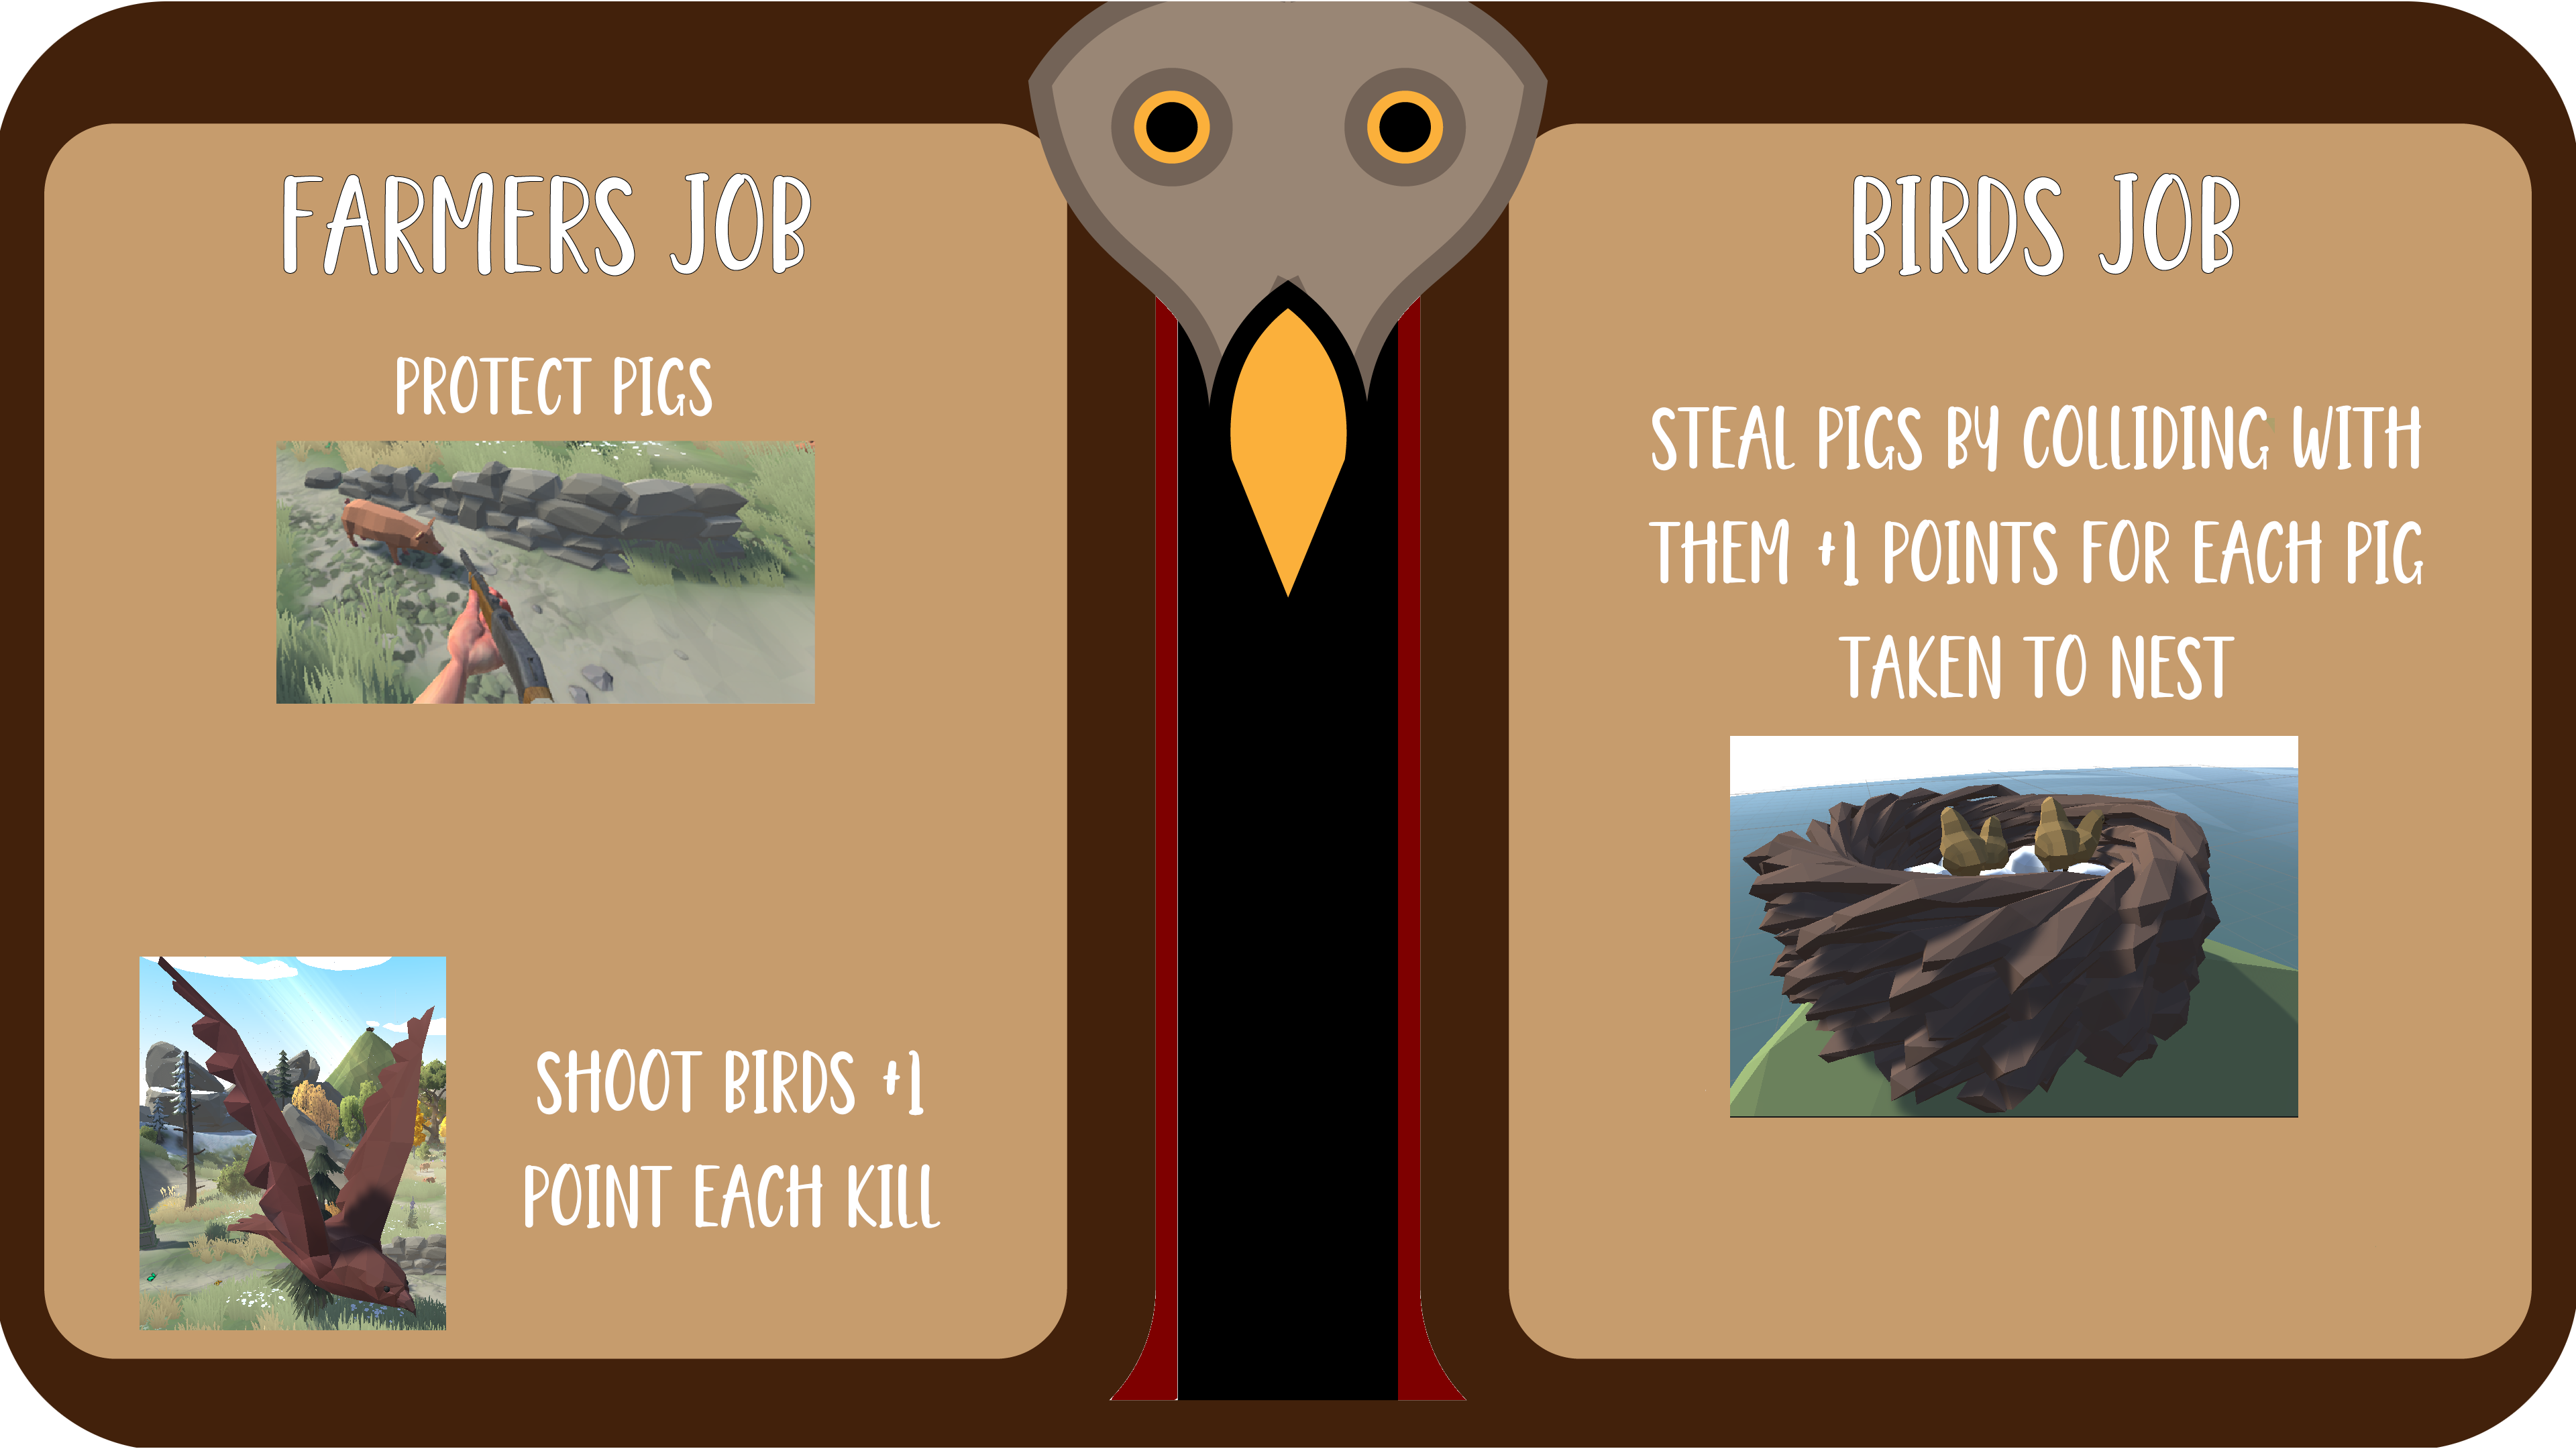 FARMERS JOB
PROTECT PIGS
SHOOT BIRDS +1
POINT EACH KILL
BIRDS JOB
STEAL PIGS BY COLLIDING WITH
THEM +1 POINTS FOR EACH PIG
TAKEN TO NEST